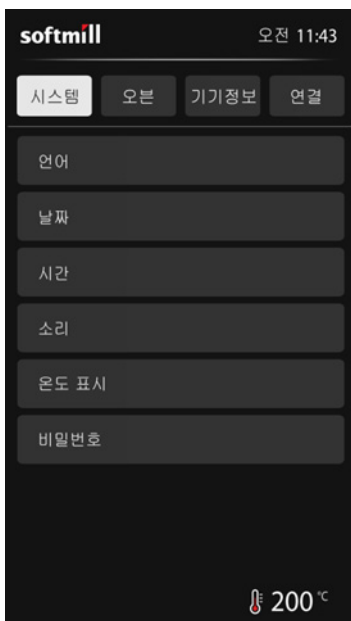 softmill 오전 11:43
시스템 오븐 기기정보 연결
언어
날짜
시간
소리
온도 표시
비밀번호
200 ℃